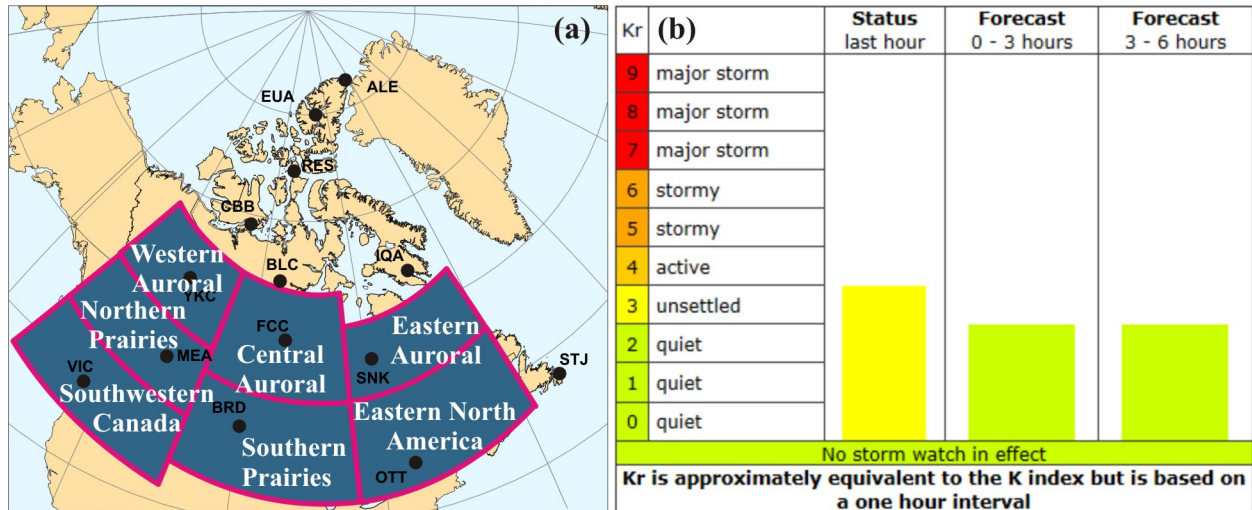 (a)
ALE
EUA
RES
CBB
IQA
BLC
Western
Auroral
YKC
Northern
Prairies
MEA
VIC
Southwestern
Canada
FCC
Central
Auroral
Eastern
Auroral
SNK
STJ
BRD
Southern
Prairies
Eastern North
America
OTT
Kr (b) Status last hour Forecast 0 - 3 hours Forecast 3 - 6 hours
9 major storm
8 major storm
7 major storm
6 stormy
5 stormy
4 active
3 unsettled
2 quiet
1 quiet
0 quiet
No storm watch in effect
Kr is approximately equivalent to the K index but is based on
a one hour interval